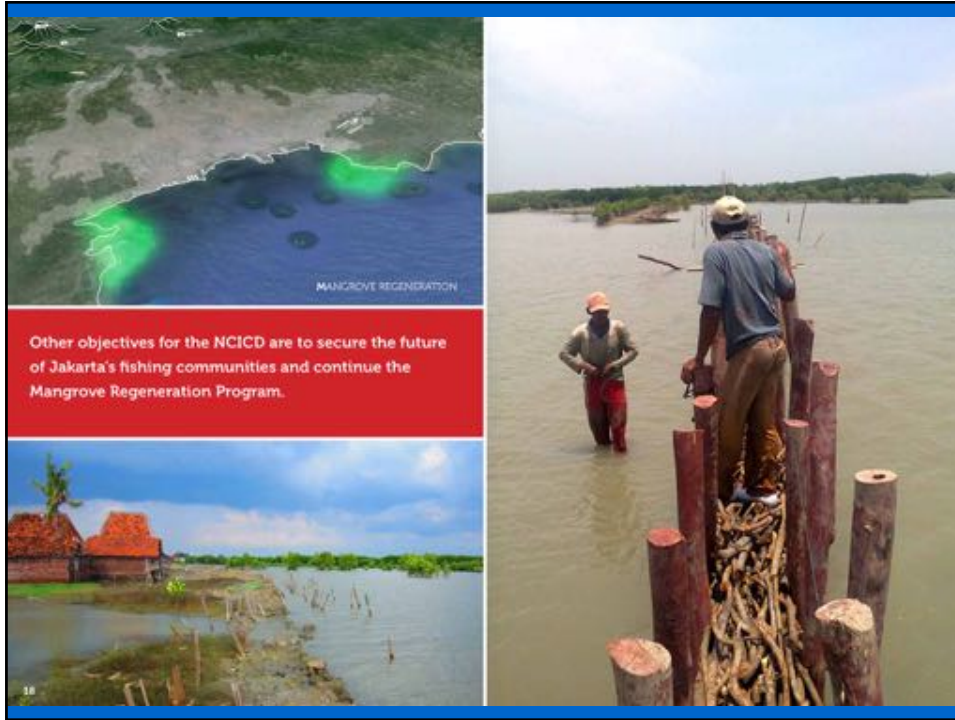 MANGROVE REGENERATION
Other objectives for the NCICD are to secure the future
of Jakarta's fishing communities and continue the
Mangrove Regeneration Program.
18